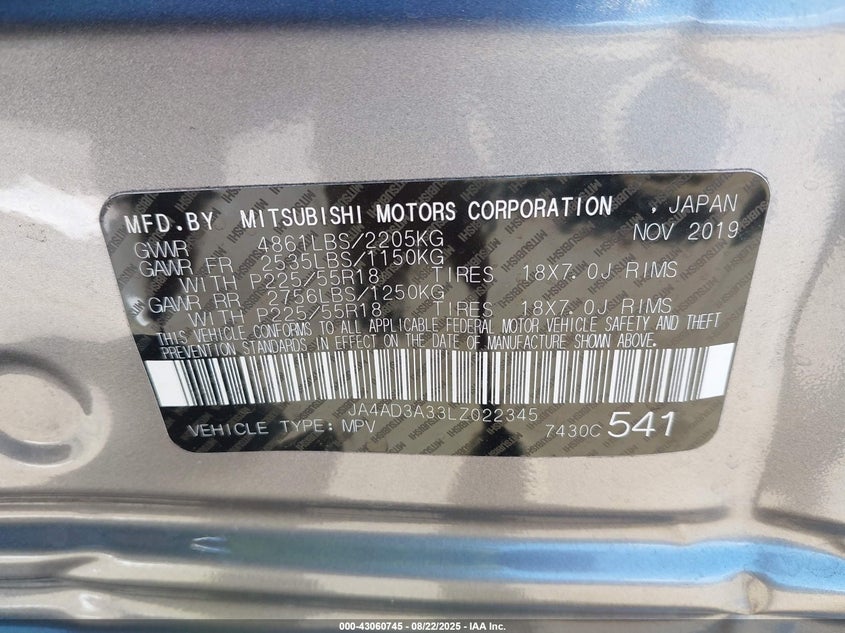 MFD.BY MITSUBISHI MOTORS CORPORATION , JAPAN
GVWR 4861LBS/2205KG NOV 2019
GAWR FR 2535LBS/1150KG
WITH P225/55R18 TIRES 18X7.0J RIMS
GAWR RR 2756LBS/1250KG
WITH P225/55R18 TIRES 18X7.0J RIMS
THIS VEHICLE CONFORMS TO ALL APPLICABLE FEDERAL MOTOR VEHICLE SAFETY AND THEFT
PREVENTION STANDARDS IN EFFECT ON THE DATE OF MANUFACTURE SHOWN ABOVE.
JA4AD3A33LZ022345
VEHICLE TYPE: MPV 7430C 541
000-43060745 - 08/22/2025 - IAA Inc.